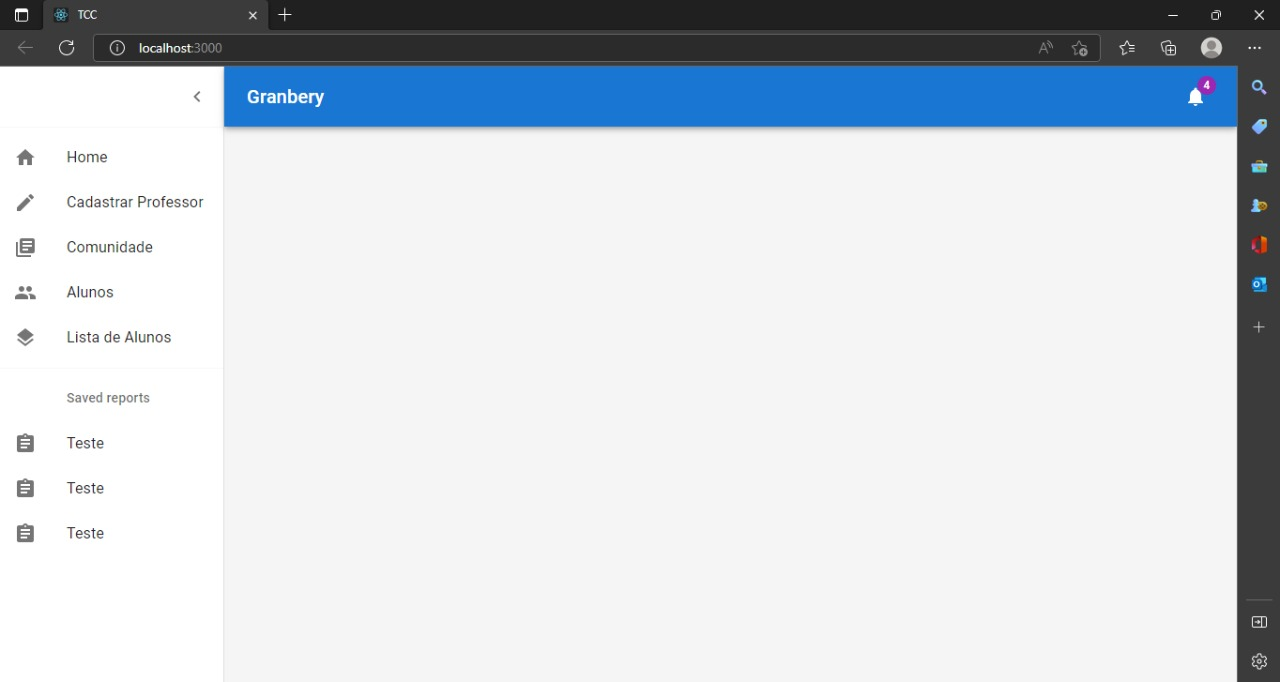 TCC
localhost:3000
Granbery
4
Home
Cadastrar Professor
Comunidade
Alunos
Lista de Alunos
Saved reports
Teste
Teste
Teste